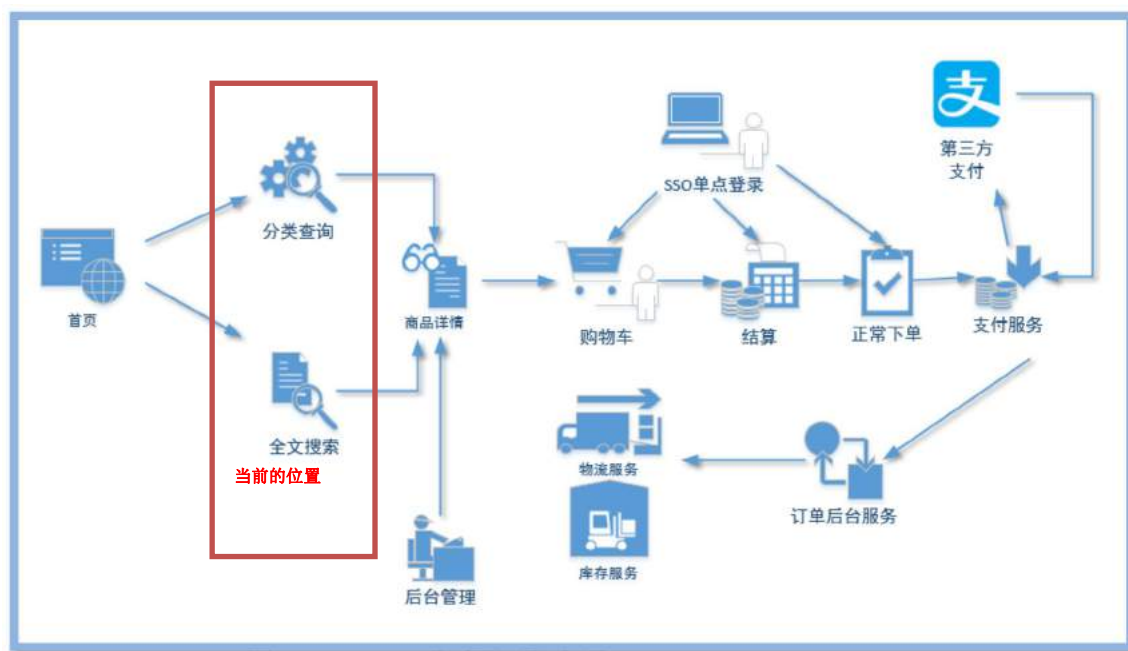 首页
分类查询
全文搜索
当前的位置
商品详情
后台管理
SSO单点登录
购物车
结算
正常下单
支
第三方
支付
支付服务
物流服务
库存服务
订单后台服务